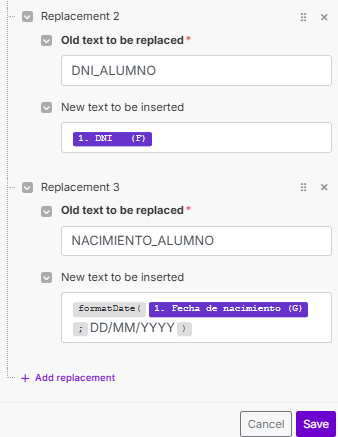 Replacement 2
Old text to be replaced *
DNI_ALUMNO
New text to be inserted
1. DNI (F)
Replacement 3
Old text to be replaced *
NACIMIENTO_ALUMNO
New text to be inserted
formatDate( 1. Fecha de nacimiento (G)
; DD/MM/YYYY )
+ Add replacement
Cancel Save